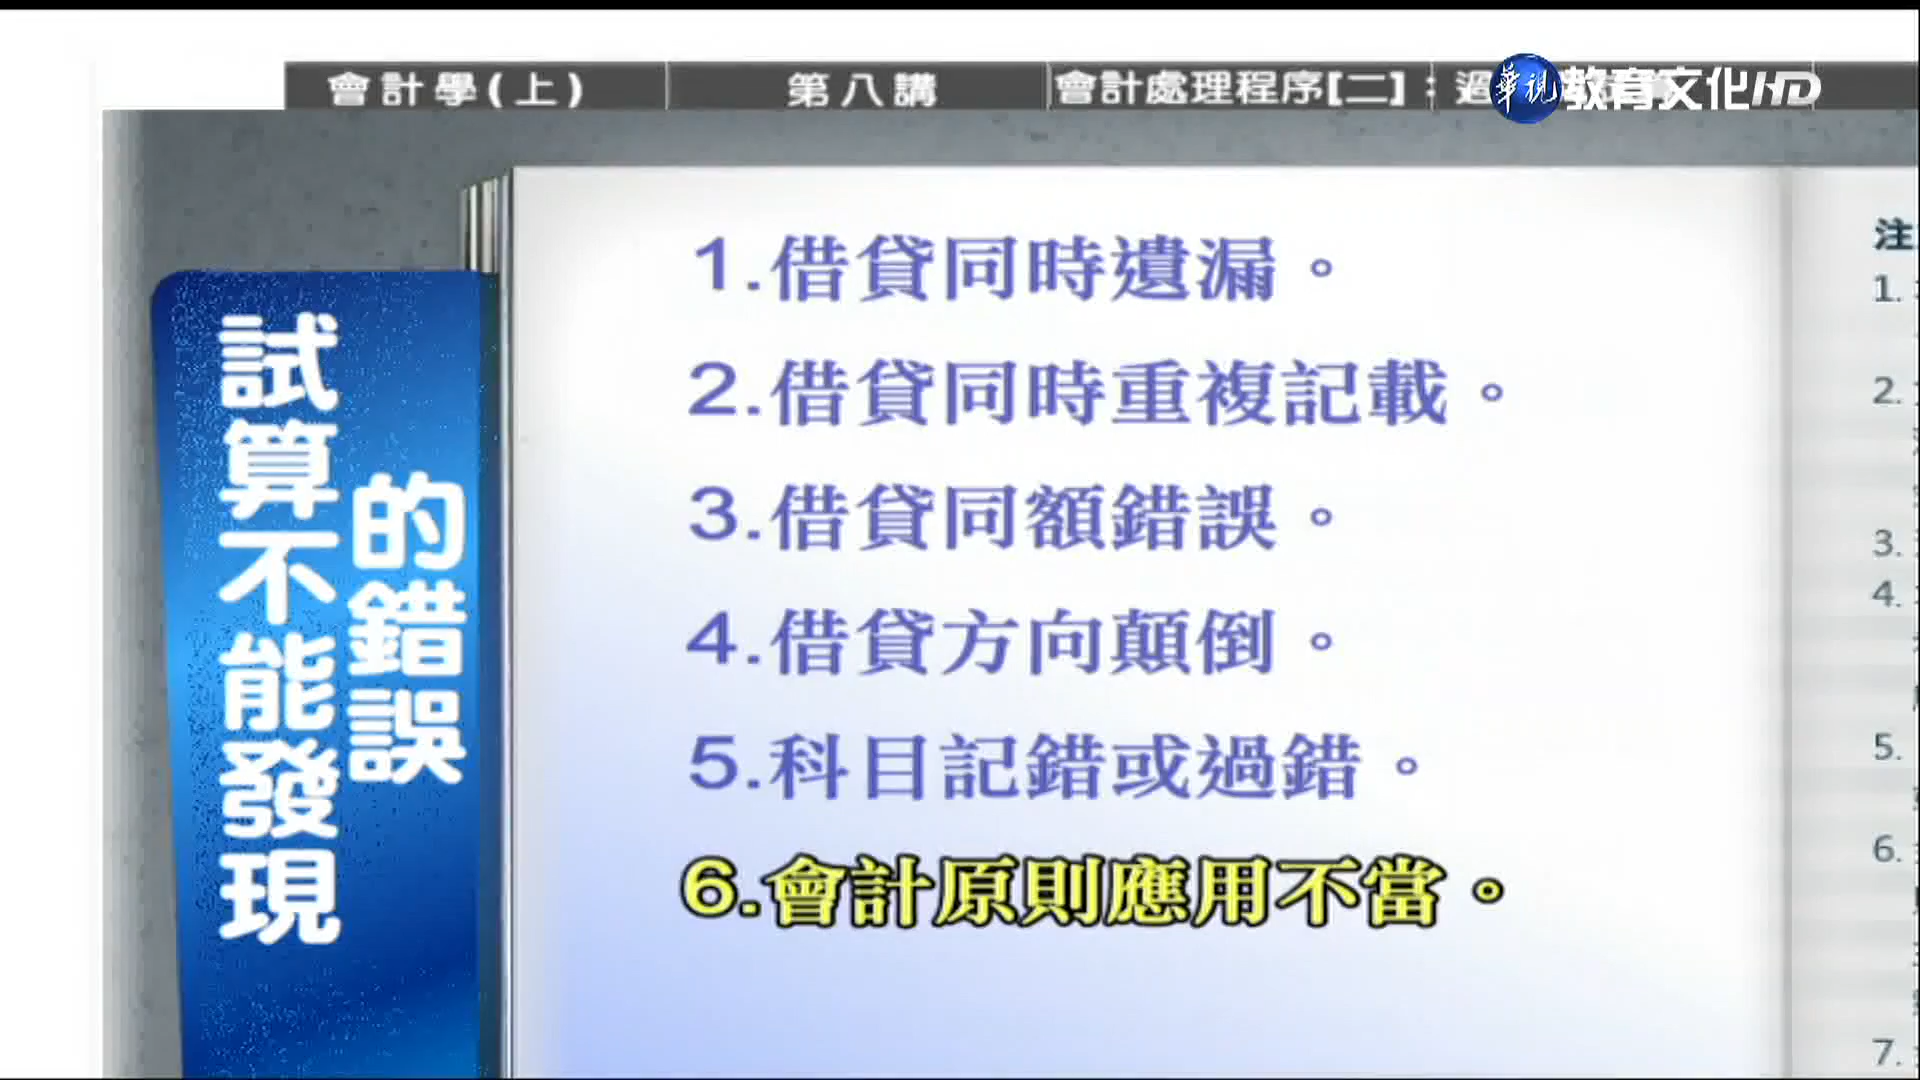 會計學(上)
第八講
會計處理程序[二]：過
華視 教育文化HD
試算不能發現
的錯誤
1.借貸同時遺漏。
2.借貸同時重複記載。
3.借貸同額錯誤。
4.借貸方向顛倒。
5.科目記錯或過錯。
6.會計原則應用不當。
注
1.
2.
3.
4.
5.
6.
7.